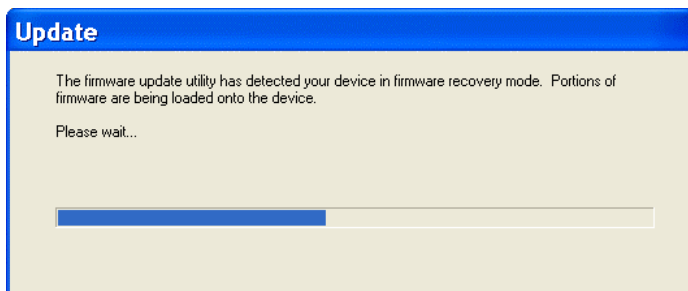 Update
The firmware update utility has detected your device in firmware recovery mode.  Portions of
firmware are being loaded onto the device.
Please wait...